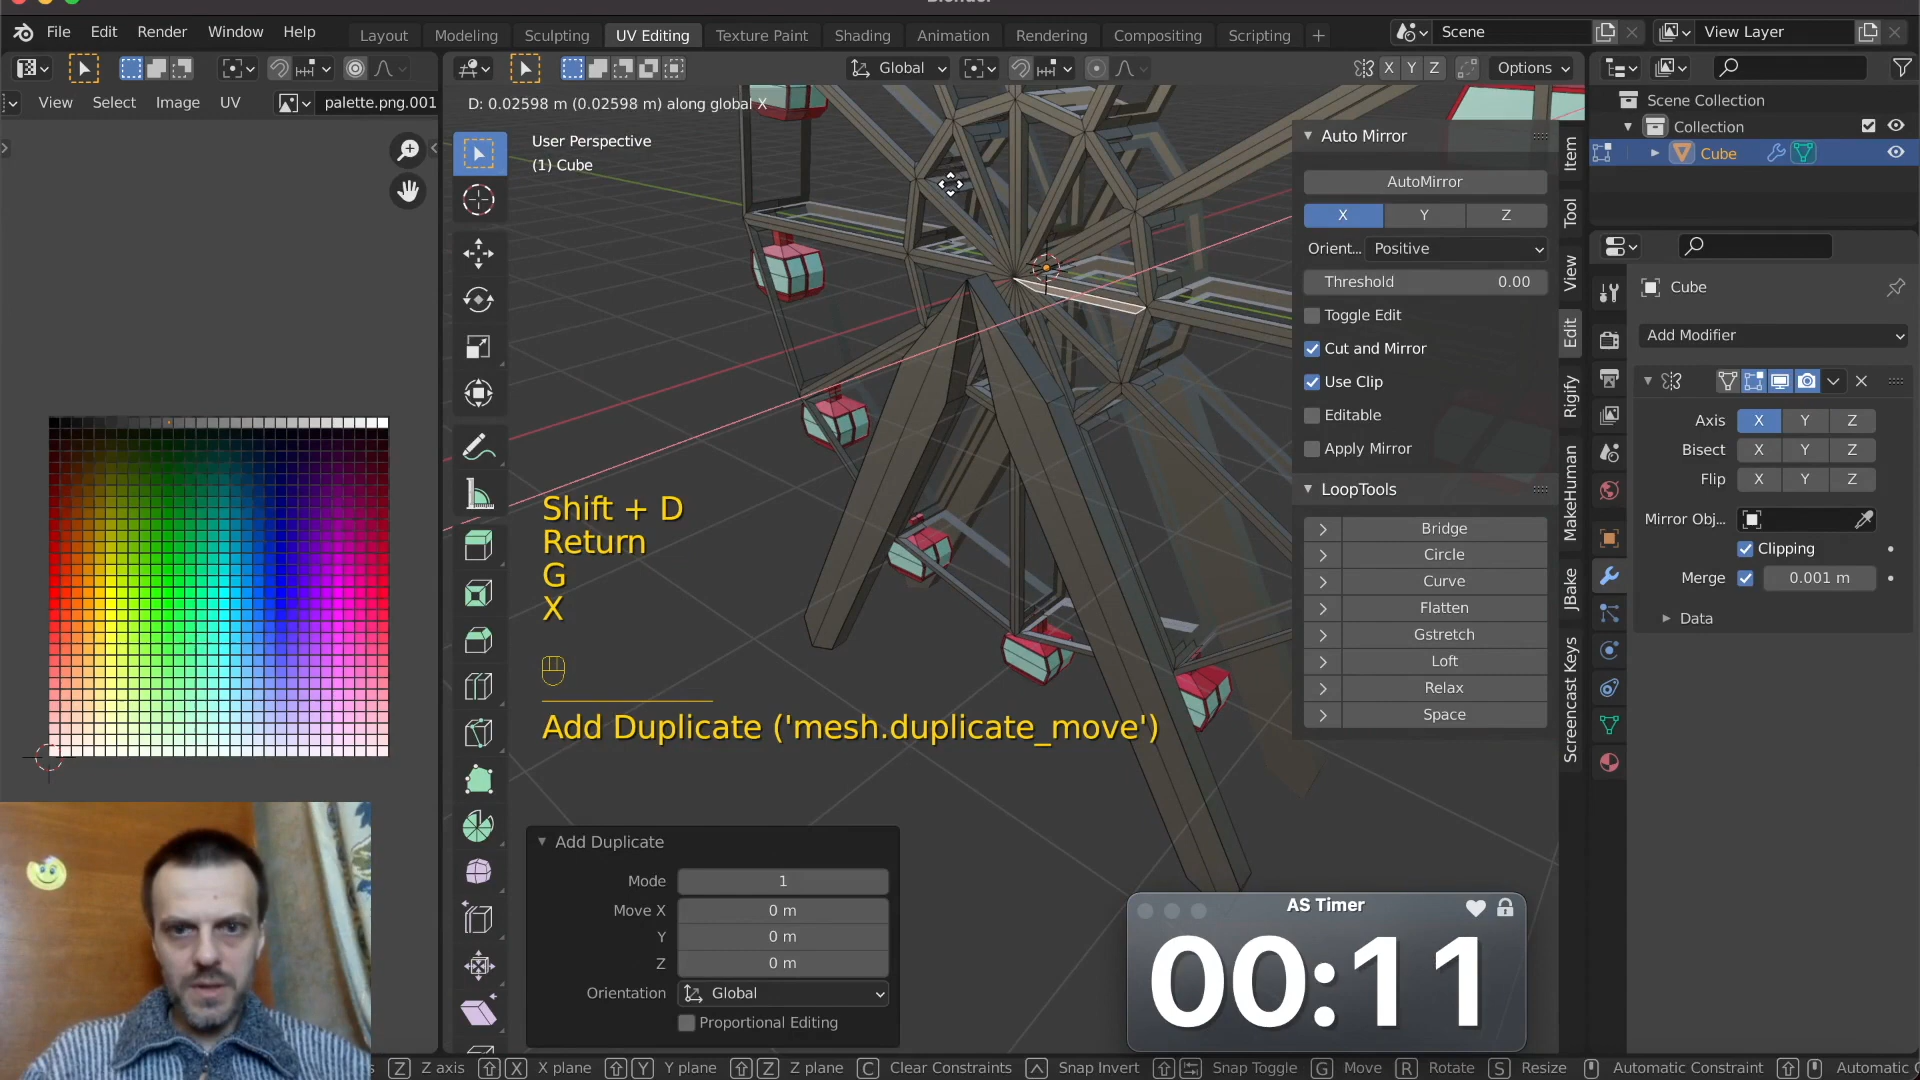 Blender
File Edit Render Window Help
Layout Modeling Sculpting UV Editing Texture Paint Shading Animation Rendering Compositing Scripting
Scene
View Layer
Global
X Y Z
Options
View Select Image UV
palette.png.001
D: 0.02598 m (0.02598 m) along global X
User Perspective
(1) Cube
Shift + D
Return
G
X
Add Duplicate ('mesh.duplicate_move')
Add Duplicate
Mode 1
Move X 0 m
Y 0 m
Z 0 m
Orientation Global
Proportional Editing
Auto Mirror
AutoMirror
X Y Z
Orient... Positive
Threshold 0.00
Toggle Edit
Cut and Mirror
Use Clip
Editable
Apply Mirror
LoopTools
Bridge
Circle
Curve
Flatten
Gstretch
Loft
Relax
Space
Item
Tool
View
Edit
Rigify
MakeHuman
JBake
Screencast Keys
Scene Collection
Collection
Cube
Cube
Add Modifier
Axis X Y Z
Bisect X Y Z
Flip X Y Z
Mirror Obj...
Clipping
Merge 0.001 m
Data
AS Timer
00:11
Z Z axis X X plane Y Y plane Z Z plane C Clear Constraints Snap Invert Snap Toggle G Move R Rotate S Resize Automatic Constraint Automatic